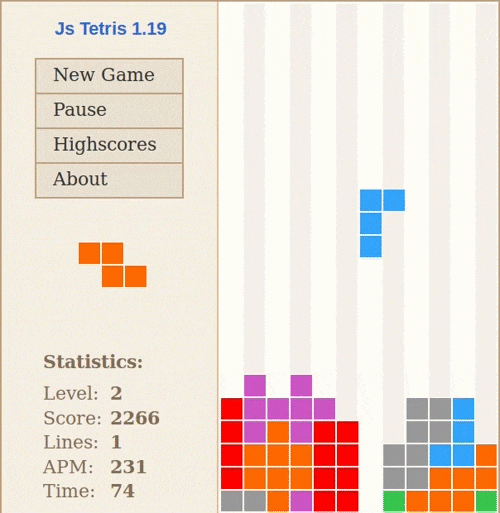 Js Tetris 1.19
New Game
Pause
Highscores
About
Statistics:
Level: 2
Score: 2266
Lines: 1
APM: 231
Time: 74